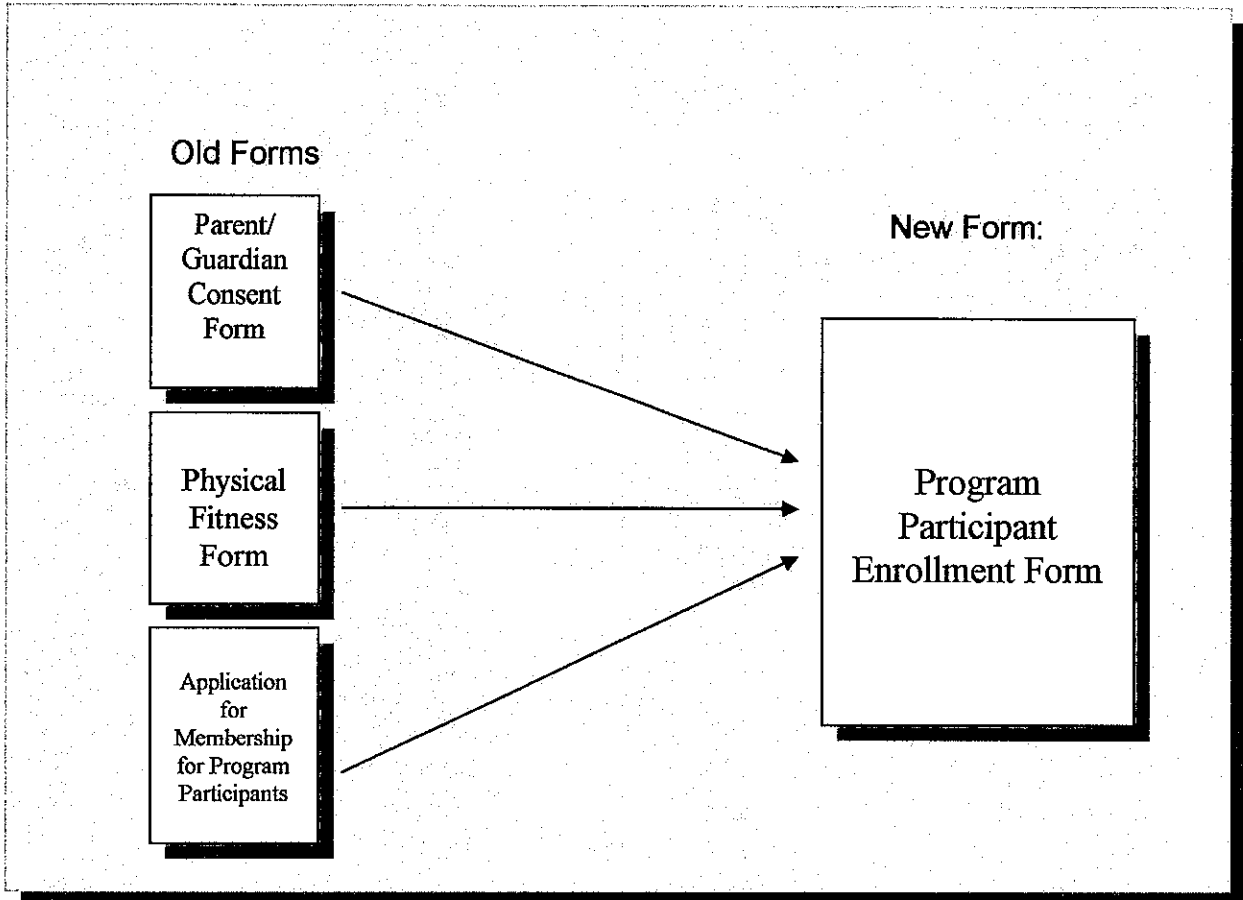 Old Forms
Parent/
Guardian
Consent
Form
Physical
Fitness
Form
Application
for
Membership
for Program
Participants
New Form:
Program
Participant
Enrollment Form